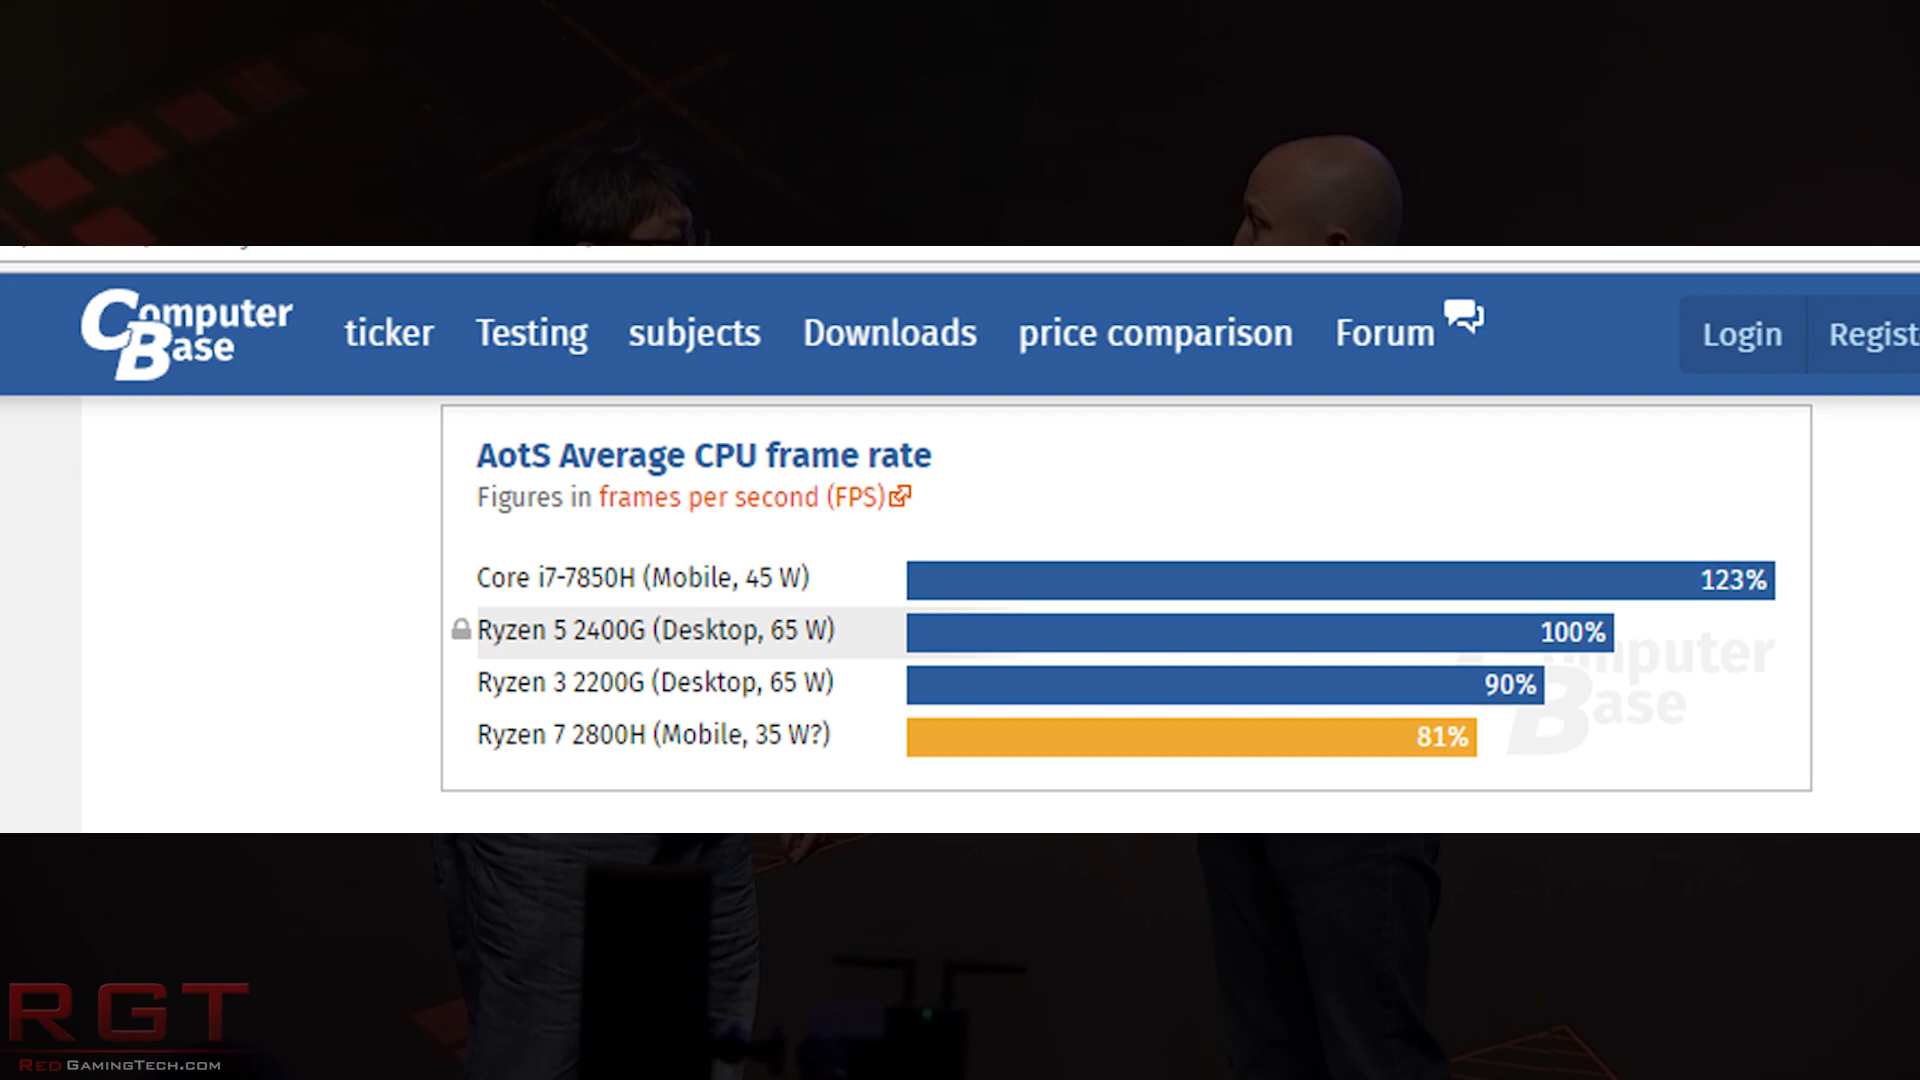 Computer Base
ticker Testing subjects Downloads price comparison Forum Login Regist
AotS Average CPU frame rate
Figures in frames per second (FPS)
Core i7-7850H (Mobile, 45 W) 123%
Ryzen 5 2400G (Desktop, 65 W) 100%
Ryzen 3 2200G (Desktop, 65 W) 90%
Ryzen 7 2800H (Mobile, 35 W?) 81%
mputer
Base
RGT
REDGAMINGTECH.COM